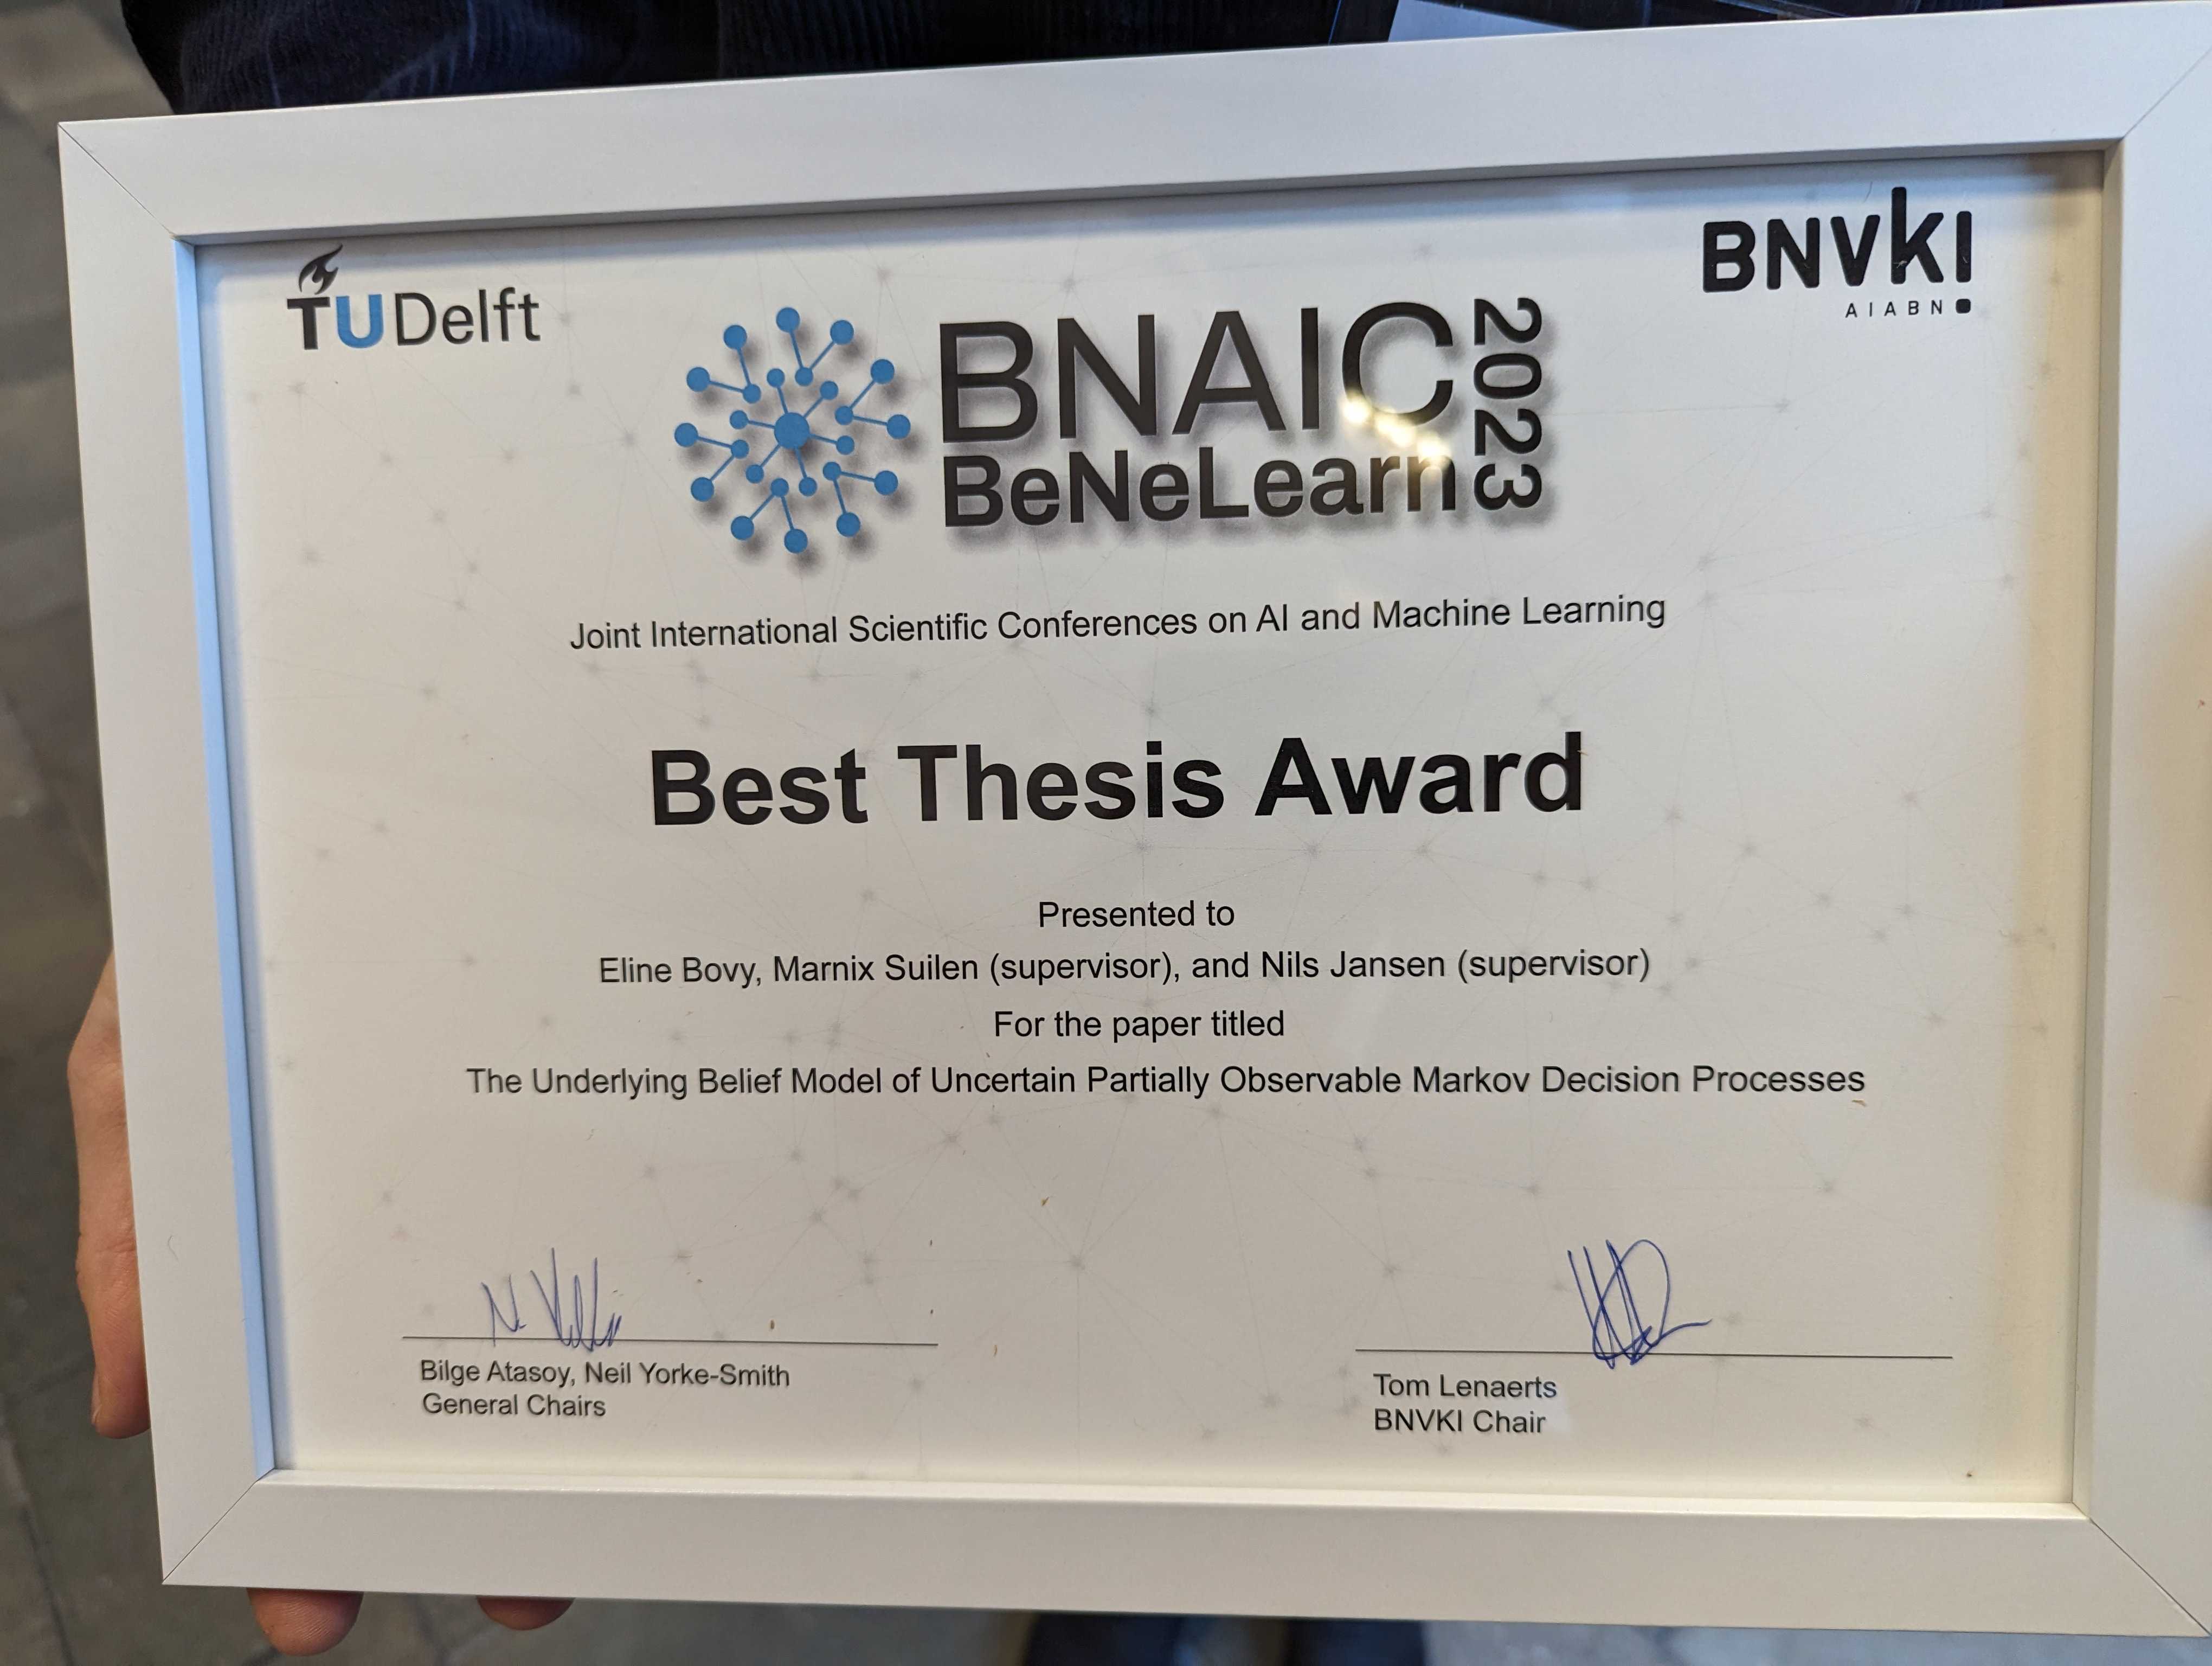 TUDelft
BNVKI
AIABN
BNAIC
BeNeLearn
2023
Joint International Scientific Conferences on AI and Machine Learning
Best Thesis Award
Presented to
Eline Bovy, Marnix Suilen (supervisor), and Nils Jansen (supervisor)
For the paper titled
The Underlying Belief Model of Uncertain Partially Observable Markov Decision Processes
Bilge Atasoy, Neil Yorke-Smith
General Chairs
Tom Lenaerts
BNVKI Chair